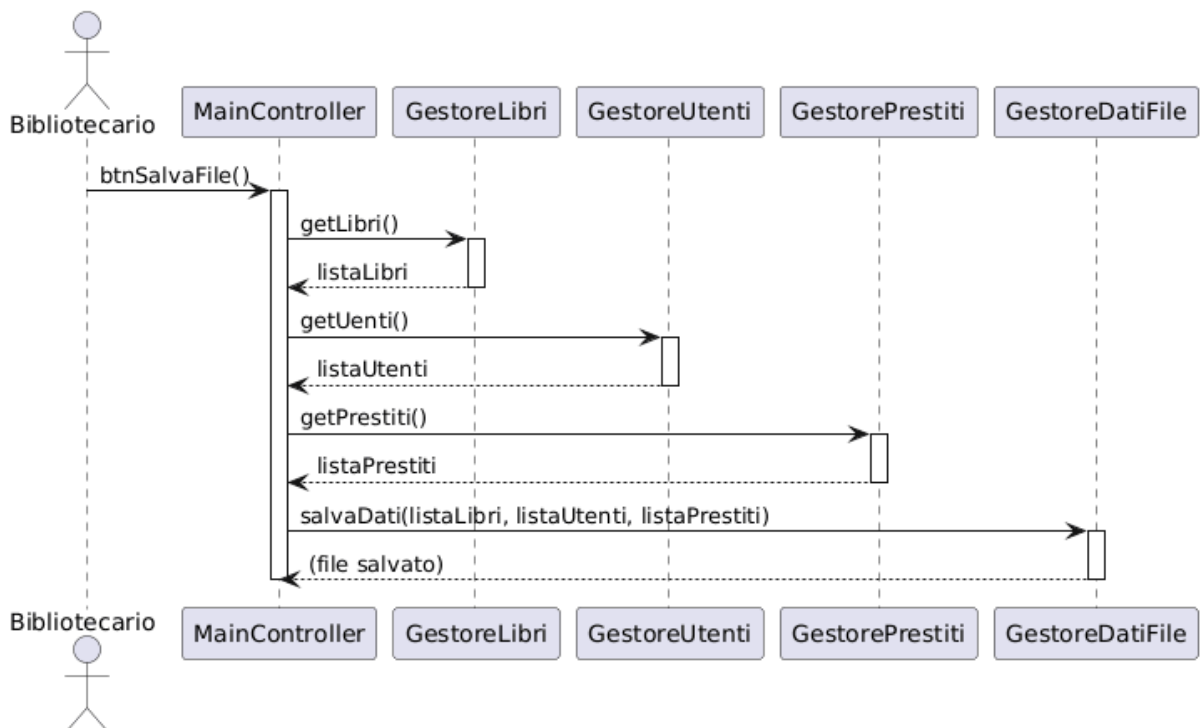 Bibliotecario
MainController
GestoreLibri
GestoreUtenti
GestorePrestiti
GestoreDatiFile
btnSalvaFile()
getLibri()
listaLibri
getUenti()
listaUtenti
getPrestiti()
listaPrestiti
salvaDati(listaLibri, listaUtenti, listaPrestiti)
(file salvato)
Bibliotecario
MainController
GestoreLibri
GestoreUtenti
GestorePrestiti
GestoreDatiFile